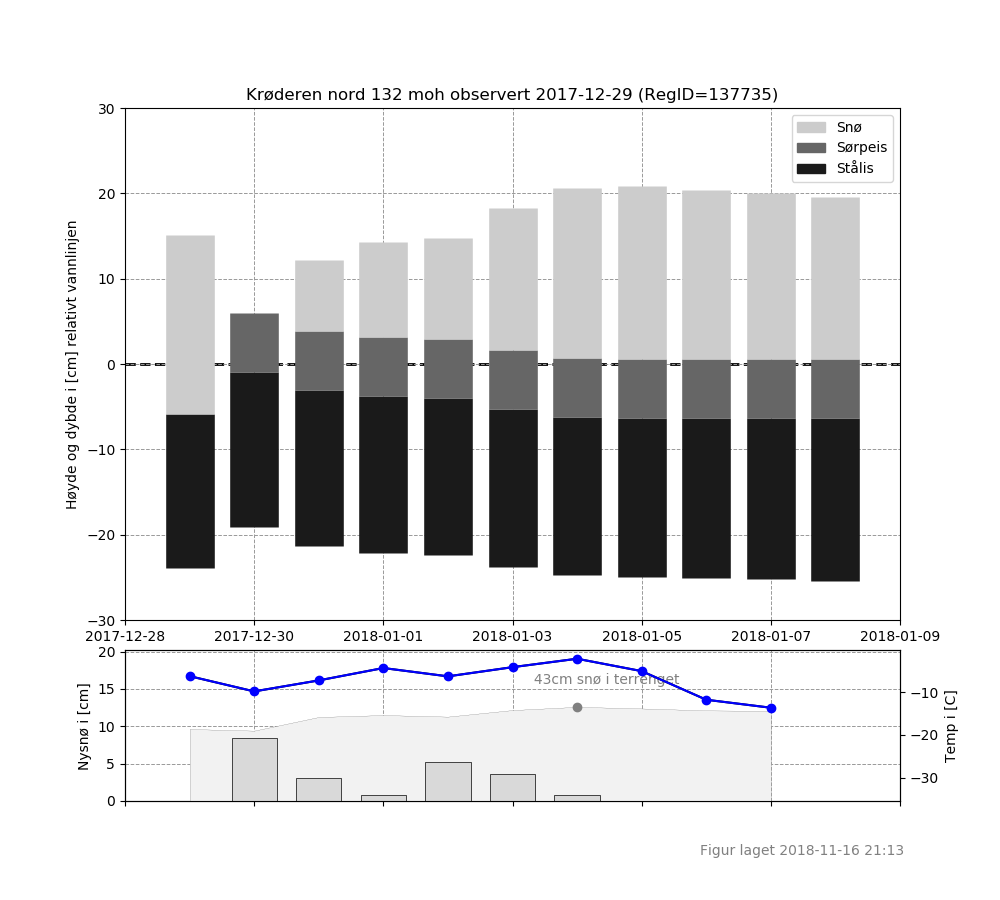 Krøderen nord 132 moh observert 2017-12-29 (RegID=137735)
Høyde og dybde i [cm] relativt vannlinjen
30
20
10
0
−10
−20
−30
Snø
Sørpeis
Stålis
2017-12-28 2017-12-30 2018-01-01 2018-01-03 2018-01-05 2018-01-07 2018-01-09
Nysnø i [cm]
20
15
10
5
0
43cm snø i terrenget
−10
−20
−30
Temp i [C]
Figur laget 2018-11-16 21:13